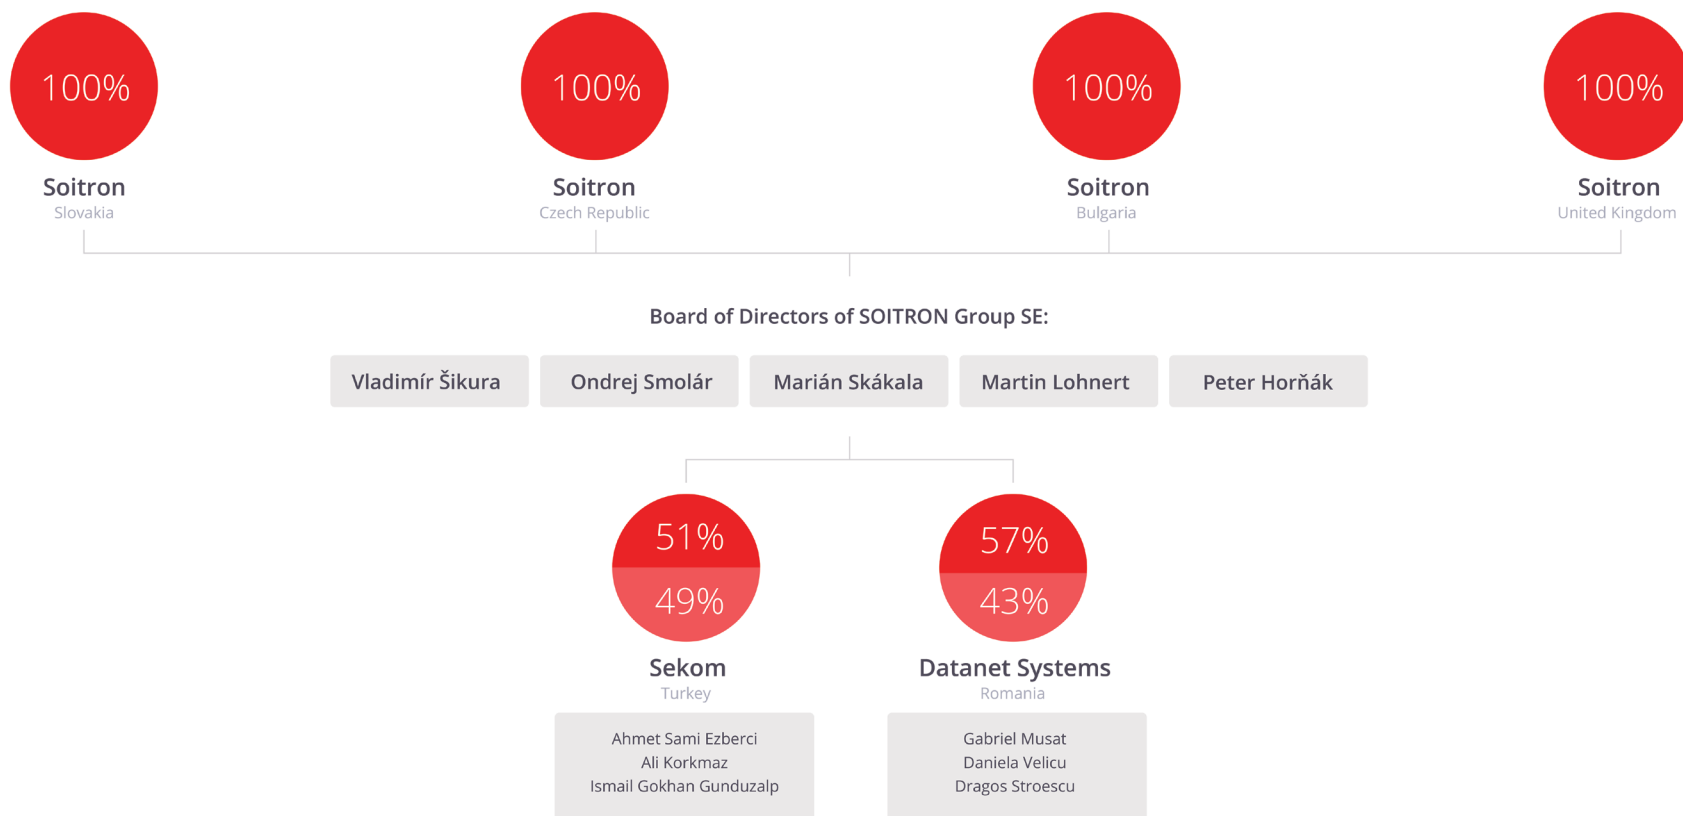 100%
100%
100%
100%
Soitron
Slovakia
Soitron
Czech Republic
Soitron
Bulgaria
Soitron
United Kingdom
Board of Directors of SOITRON Group SE:
Vladimír Šikura
Ondrej Smolár
Marián Skákala
Martin Lohnert
Peter Horňák
51%
49%
57%
43%
Sekom
Turkey
Datanet Systems
Romania
Ahmet Sami Ezberci
Ali Korkmaz
Ismail Gokhan Gunduzalp
Gabriel Musat
Daniela Velicu
Dragos Stroescu